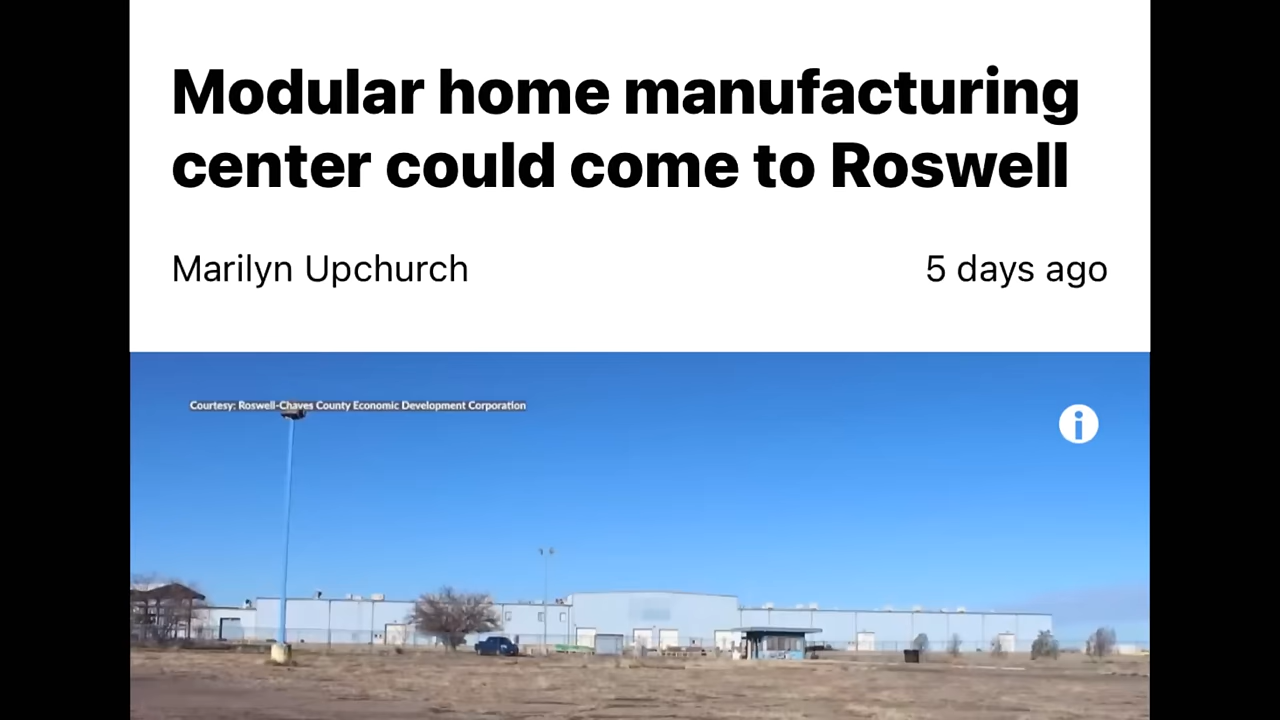 Modular home manufacturing
center could come to Roswell
Marilyn Upchurch 5 days ago
Courtesy: Roswell-Chaves County Economic Development Corporation